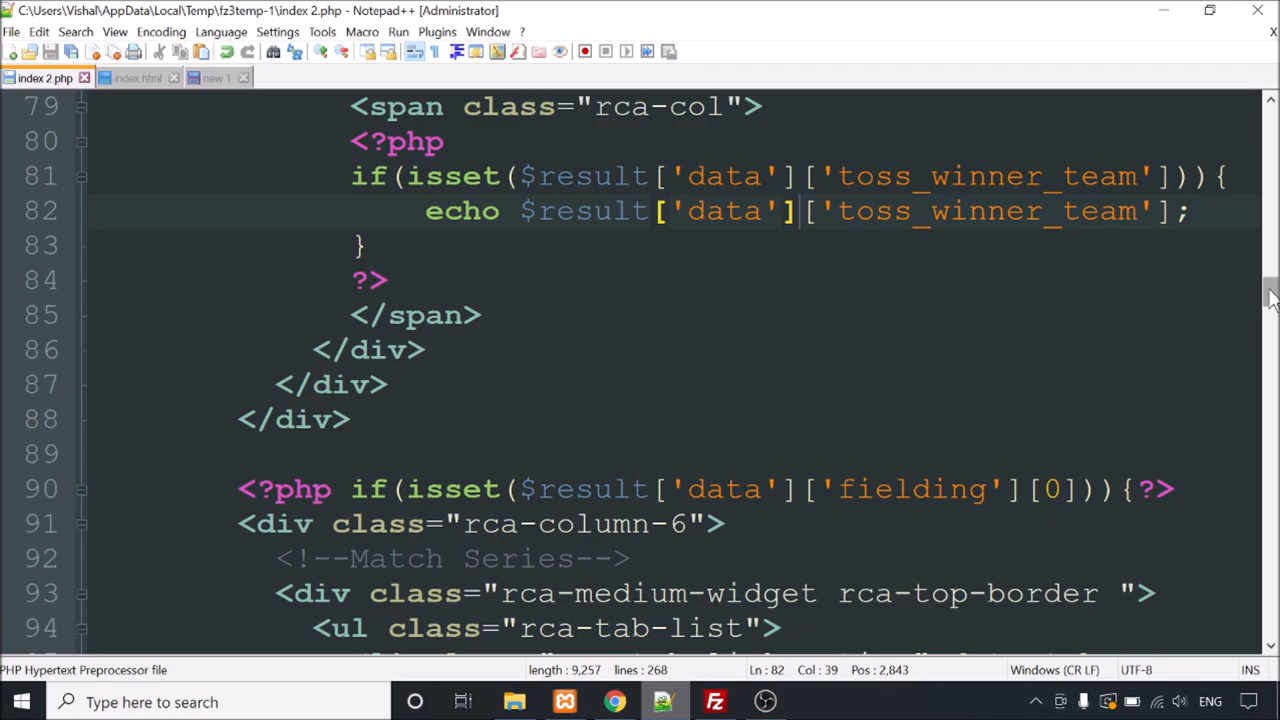 C:\Users\Vishal\AppData\Local\Temp\fz3temp-1\index 2.php - Notepad++ [Administrator]
File Edit Search View Encoding Language Settings Tools Macro Run Plugins Window ? X
index 2.php index.html new 1
79 <span class="rca-col">
80 <?php
81 if(isset($result['data']['toss_winner_team'])){
82 echo $result['data']['toss_winner_team'];
83 }
84 ?>
85 </span>
86 </div>
87 </div>
88 </div>
89
90 <?php if(isset($result['data']['fielding'][0])){?>
91 <div class="rca-column-6">
92 <!--Match Series-->
93 <div class="rca-medium-widget rca-top-border ">
94 <ul class="rca-tab-list">
PHP Hypertext Preprocessor file length : 9,257 lines : 268 Ln : 82 Col : 39 Pos : 2,843 Windows (CR LF) UTF-8 INS
Type here to search ENG